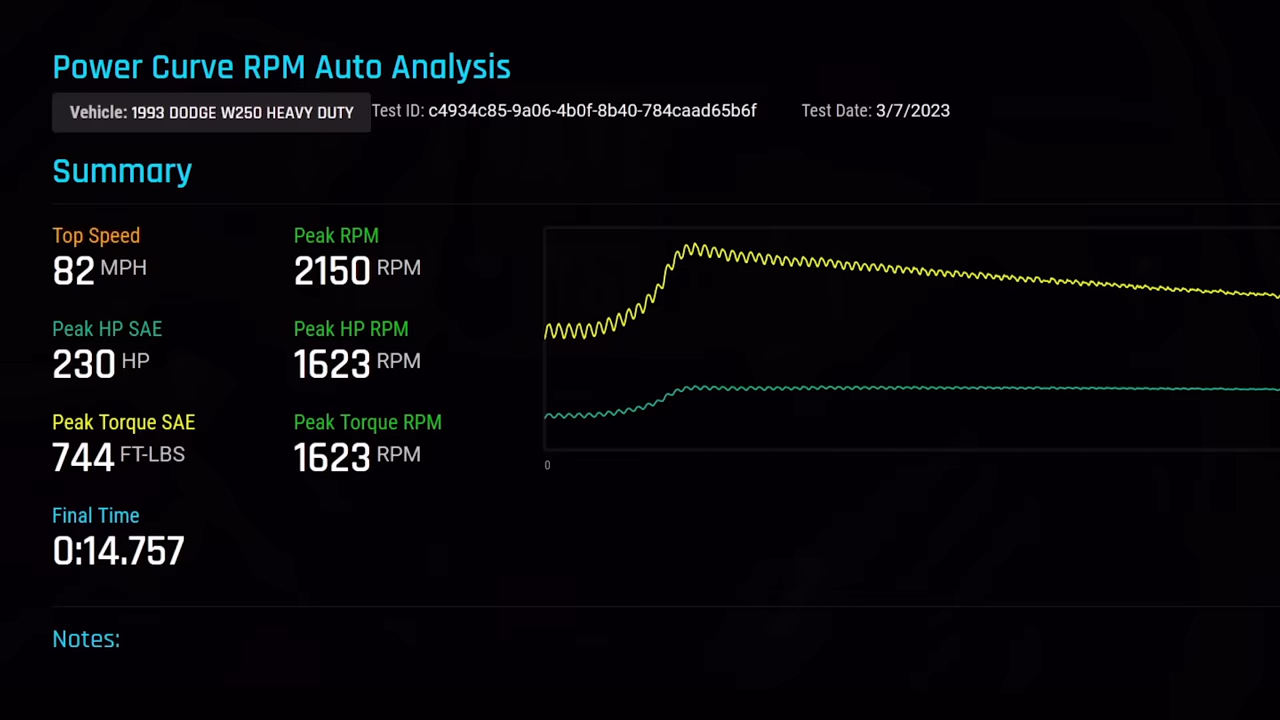 Power Curve RPM Auto Analysis
Vehicle: 1993 DODGE W250 HEAVY DUTY Test ID: c4934c85-9a06-4b0f-8b40-784caad65b6f Test Date: 3/7/2023
Summary
Top Speed Peak RPM
82 MPH 2150 RPM
Peak HP SAE Peak HP RPM
230 HP 1623 RPM
Peak Torque SAE Peak Torque RPM
744 FT-LBS 1623 RPM
0
Final Time
0:14.757
Notes: